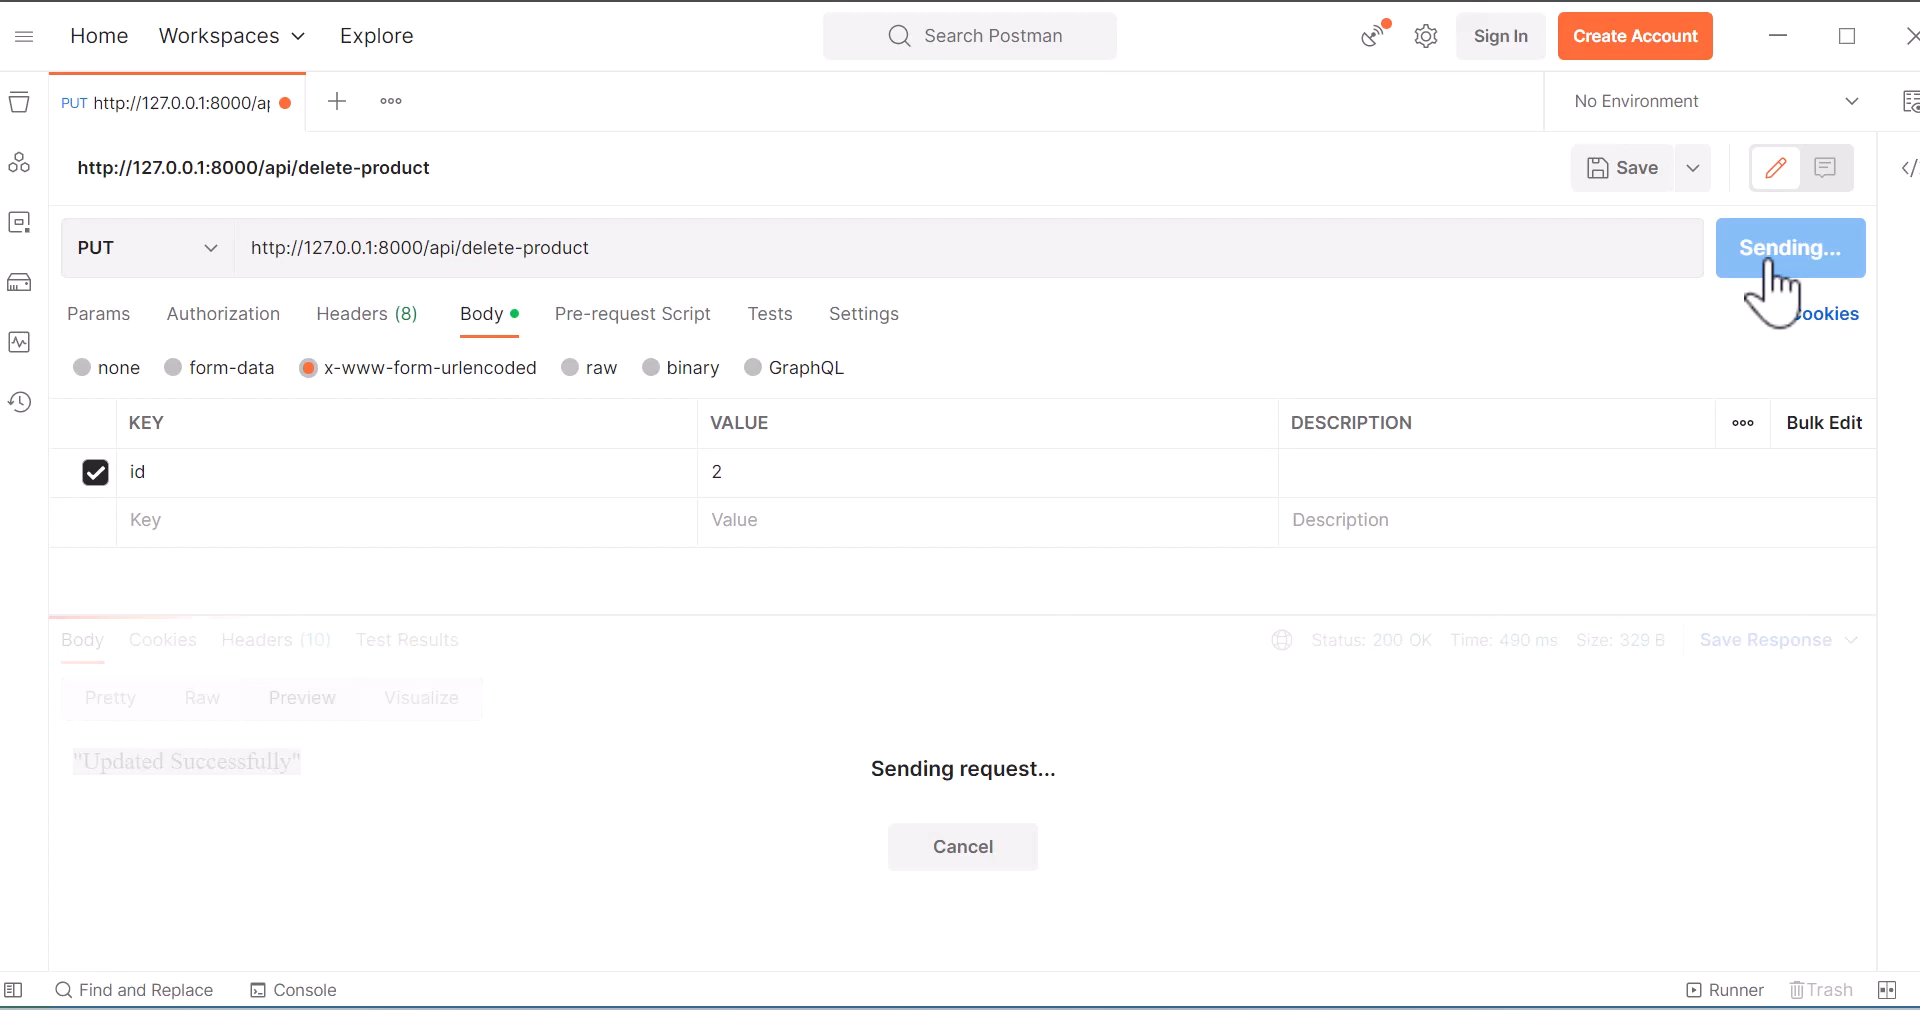 Home Workspaces Explore Search Postman Sign In Create Account
PUT http://127.0.0.1:8000/ap No Environment
http://127.0.0.1:8000/api/delete-product Save
PUT http://127.0.0.1:8000/api/delete-product Sending...
Params Authorization Headers (8) Body Pre-request Script Tests Settings ookies
none form-data x-www-form-urlencoded raw binary GraphQL
KEY VALUE DESCRIPTION Bulk Edit
id 2
Key Value Description
Body Cookies Headers (10) Test Results Status: 200 OK Time: 490 ms Size: 329 B Save Response
Pretty Raw Preview Visualize
"Updated Successfully"
Sending request...
Cancel
Find and Replace Console Runner Trash